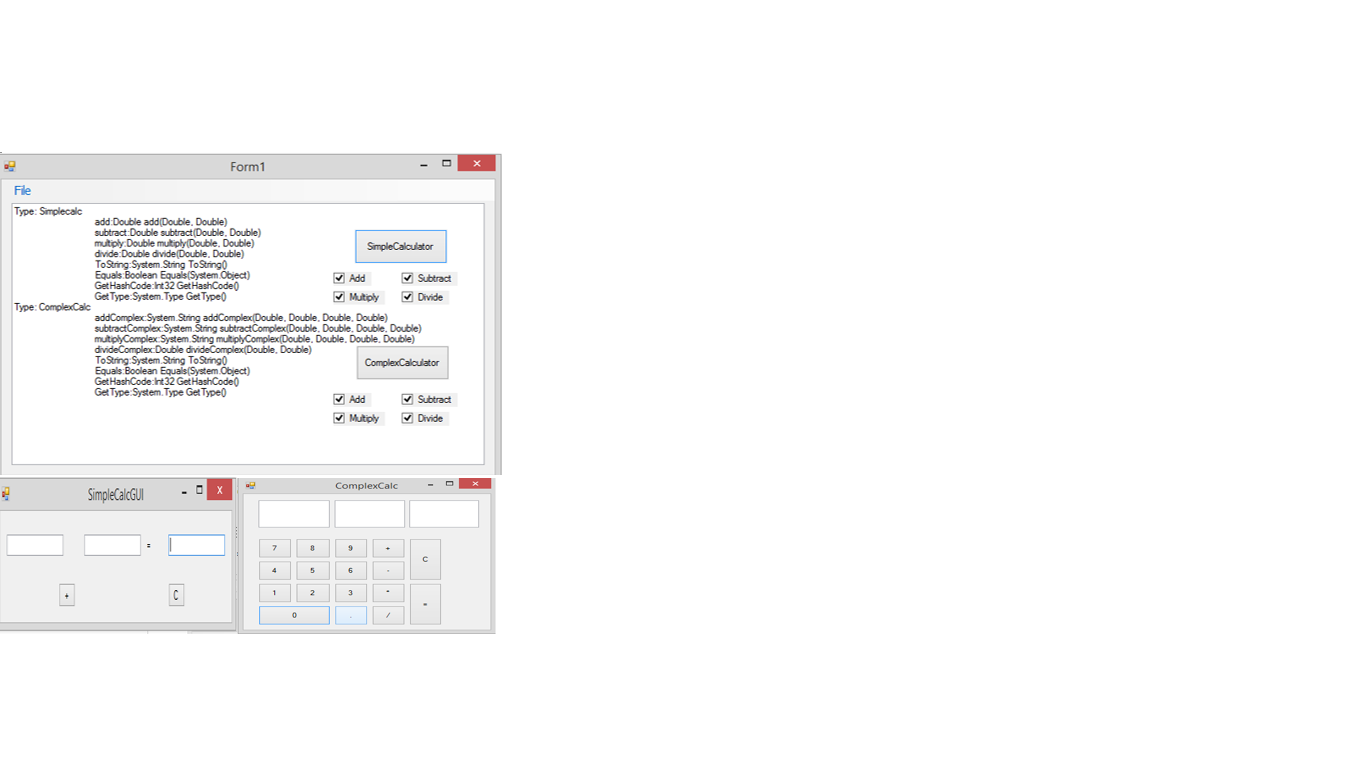 Form1
File
Type: Simplecalc
add:Double add(Double, Double)
subtract:Double subtract(Double, Double)
multiply:Double multiply(Double, Double)
divide:Double divide(Double, Double)
ToString:System.String ToString()
Equals:Boolean Equals(System.Object)
GetHashCode:Int32 GetHashCode()
GetType:System.Type GetType()
SimpleCalculator
Add Subtract
Multiply Divide
Type: ComplexCalc
addComplex:System.String addComplex(Double, Double, Double, Double)
subtractComplex:System.String subtractComplex(Double, Double, Double, Double)
multiplyComplex:System.String multiplyComplex(Double, Double, Double, Double)
divideComplex:Double divideComplex(Double, Double)
ToString:System.String ToString()
Equals:Boolean Equals(System.Object)
GetHashCode:Int32 GetHashCode()
GetType:System.Type GetType()
ComplexCalculator
Add Subtract
Multiply Divide
SimpleCalcGUI
=
+ C
ComplexCalc
7 8 9 + C
4 5 6 -
1 2 3 * =
0 . /